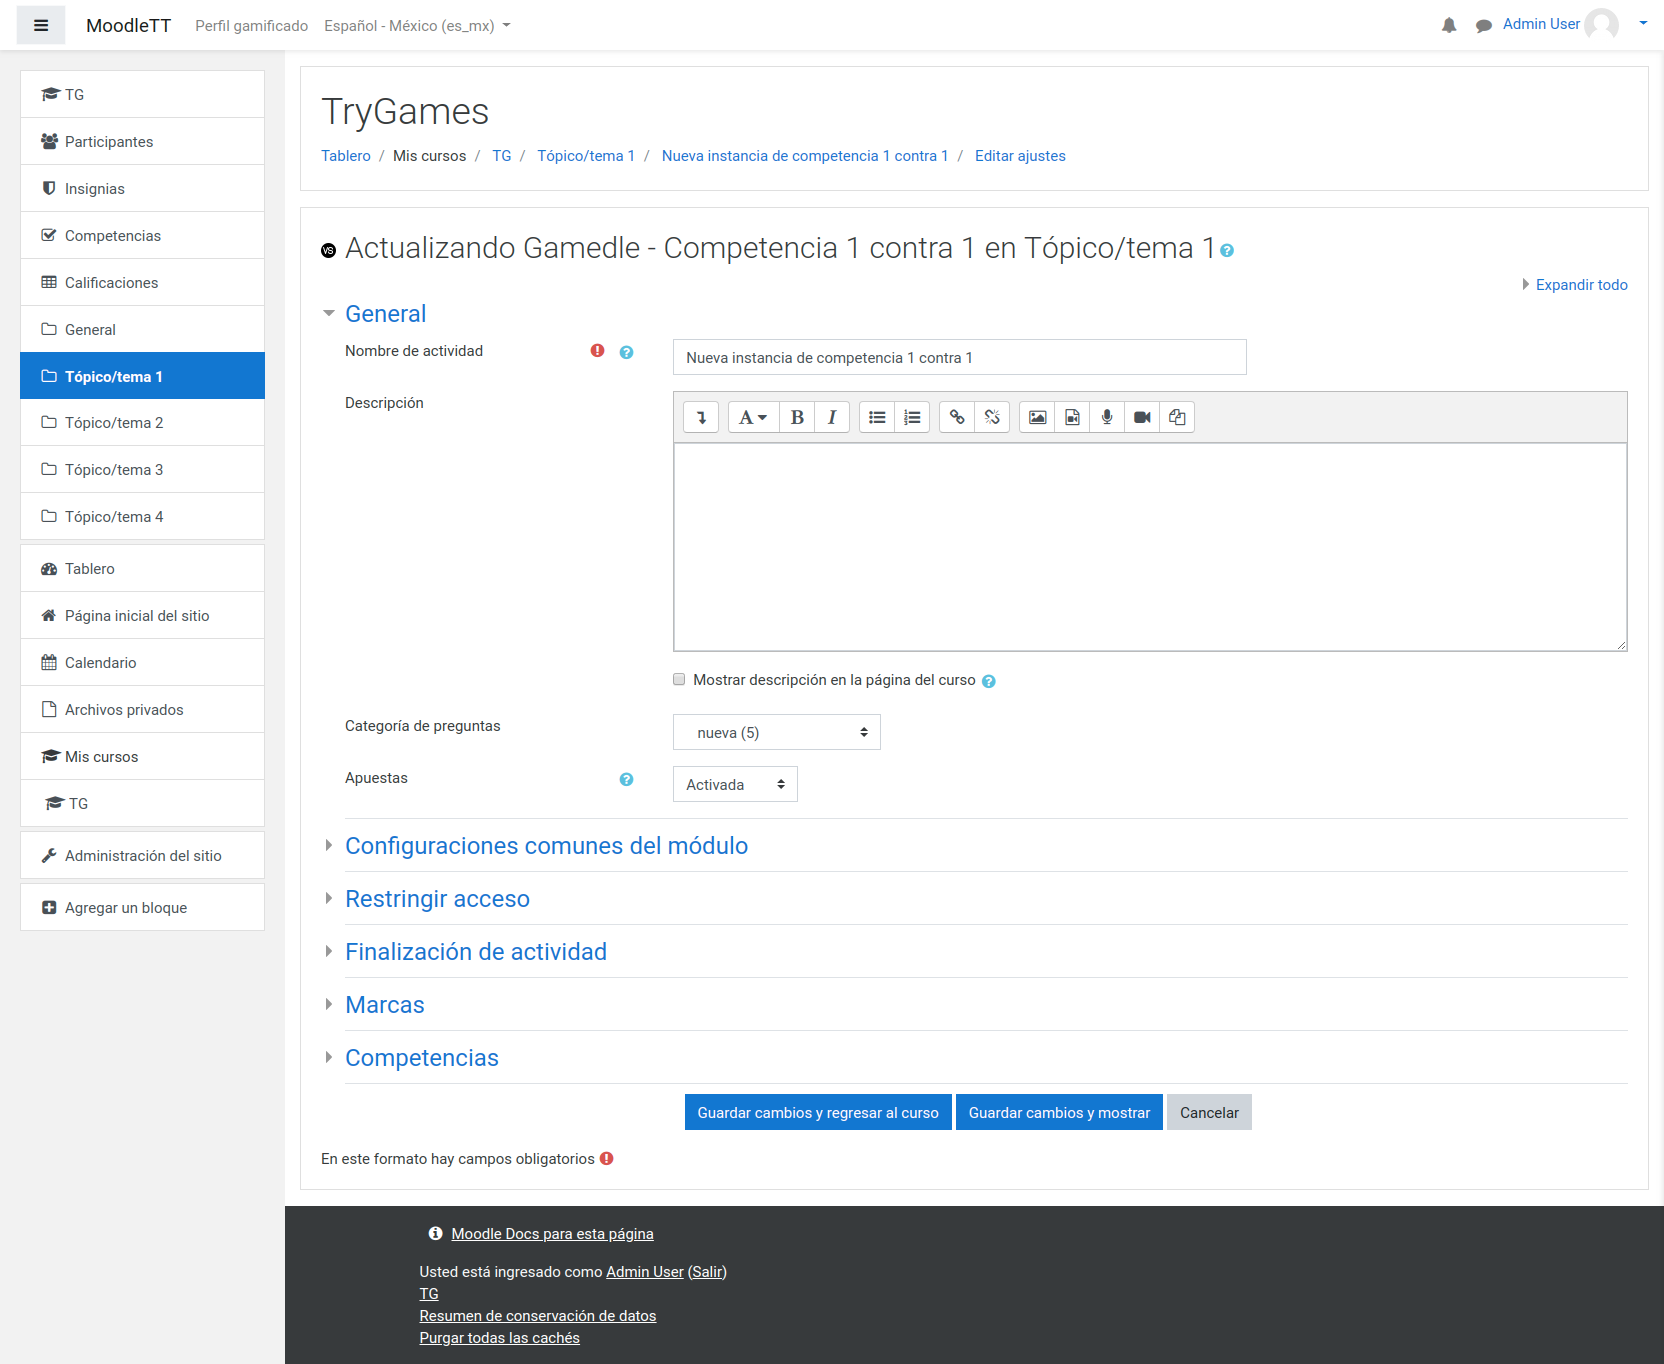 MoodleTT Perfil gamificado Español - México (es_mx) Admin User
TG
Participantes
Insignias
Competencias
Calificaciones
General
Tópico/tema 1
Tópico/tema 2
Tópico/tema 3
Tópico/tema 4
Tablero
Página inicial del sitio
Calendario
Archivos privados
Mis cursos
TG
Administración del sitio
Agregar un bloque
TryGames
Tablero / Mis cursos / TG / Tópico/tema 1 / Nueva instancia de competencia 1 contra 1 / Editar ajustes
VS Actualizando Gamedle - Competencia 1 contra 1 en Tópico/tema 1
Expandir todo
General
Nombre de actividad Nueva instancia de competencia 1 contra 1
Descripción
A B I
Mostrar descripción en la página del curso
Categoría de preguntas nueva (5)
Apuestas Activada
Configuraciones comunes del módulo
Restringir acceso
Finalización de actividad
Marcas
Competencias
Guardar cambios y regresar al curso Guardar cambios y mostrar Cancelar
En este formato hay campos obligatorios
Moodle Docs para esta página
Usted está ingresado como Admin User (Salir)
TG
Resumen de conservación de datos
Purgar todas las cachés